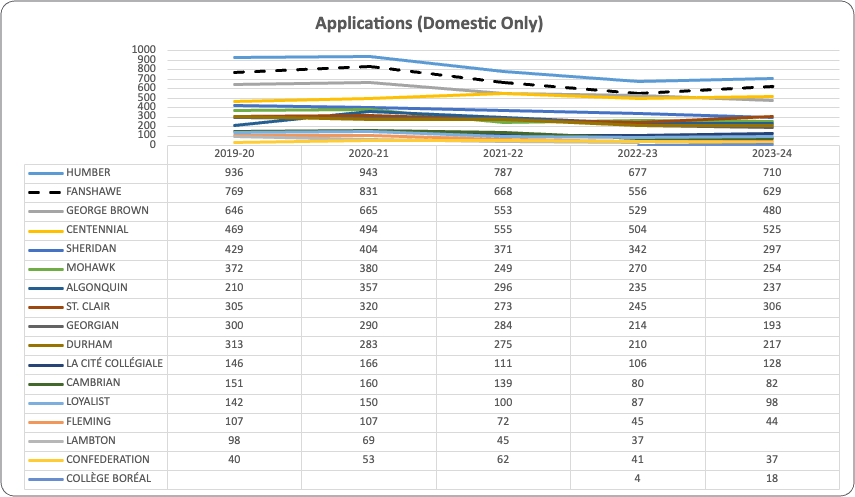 Applications (Domestic Only)
1000
900
800
700
600
500
400
300
200
100
0
2019-20 2020-21 2021-22 2022-23 2023-24
HUMBER 936 943 787 677 710
FANSHAWE 769 831 668 556 629
GEORGE BROWN 646 665 553 529 480
CENTENNIAL 469 494 555 504 525
SHERIDAN 429 404 371 342 297
MOHAWK 372 380 249 270 254
ALGONQUIN 210 357 296 235 237
ST. CLAIR 305 320 273 245 306
GEORGIAN 300 290 284 214 193
DURHAM 313 283 275 210 217
LA CITÉ COLLÉGIALE 146 166 111 106 128
CAMBRIAN 151 160 139 80 82
LOYALIST 142 150 100 87 98
FLEMING 107 107 72 45 44
LAMBTON 98 69 45 37
CONFEDERATION 40 53 62 41 37
COLLÈGE BORÉAL 4 18